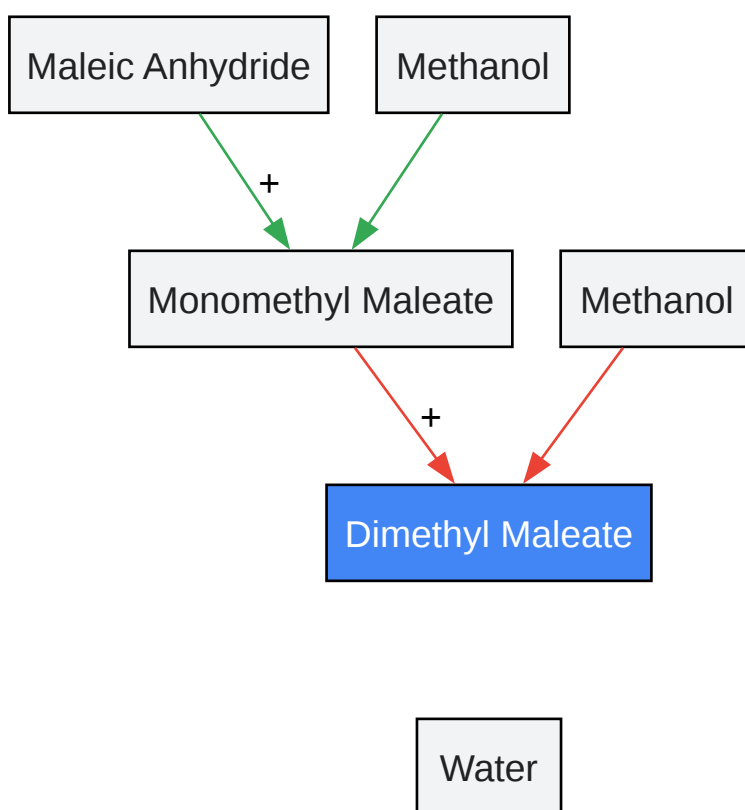 Maleic Anhydride
Methanol
+
Monomethyl Maleate
Methanol
+
Dimethyl Maleate
Water